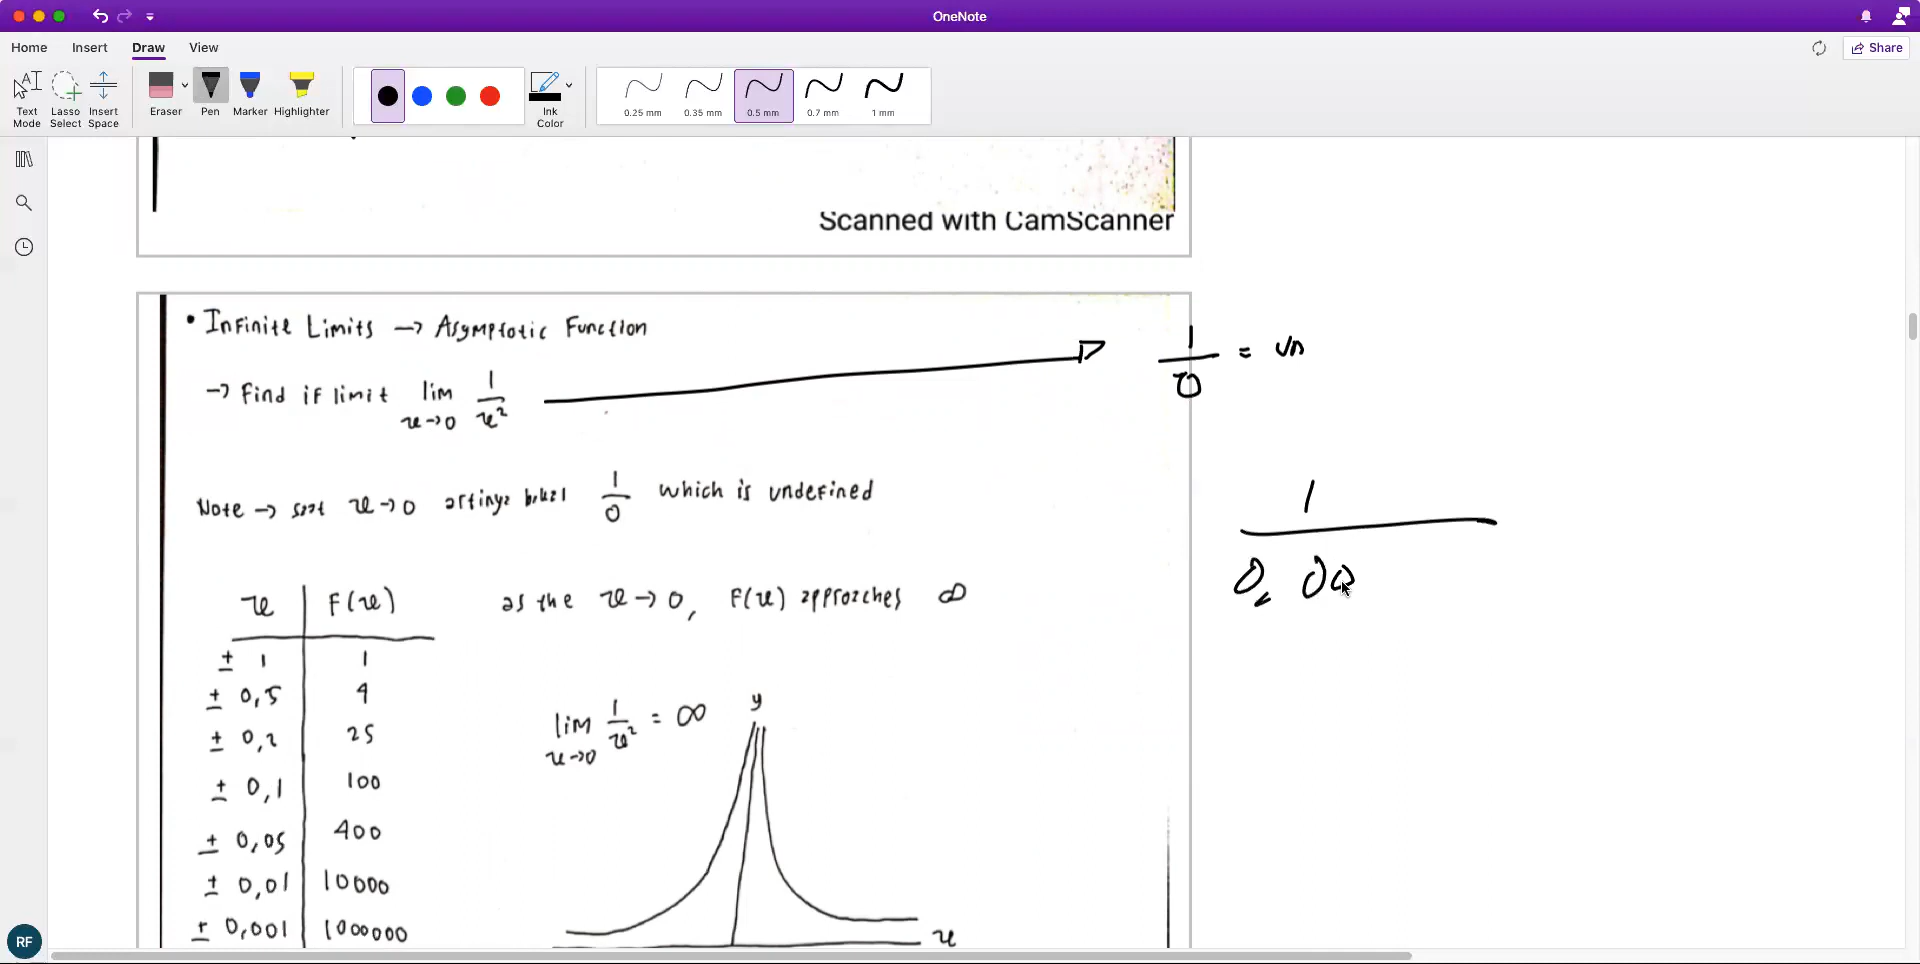 OneNote
Home Insert Draw View
Share
Text Mode
Lasso Select
Insert Space
Eraser
Pen
Marker
Highlighter
Ink Color
0.25 mm
0.35 mm
0.5 mm
0.7 mm
1 mm
Scanned with CamScanner
• Infinite Limits → Asymptotic Function
→ Find if limit lim x→0 1/x²
1/0 = un
Note → saat x → 0 artinya 1/0 which is undefined
1/0,00
x | F(x)
as the x → 0, F(x) approaches ∞
± 1 | 1
± 0,5 | 4
± 0,2 | 25
± 0,1 | 100
± 0,05 | 400
± 0,01 | 10000
± 0,001 | 1000000
lim x→0 1/x² = ∞
y
x
RF